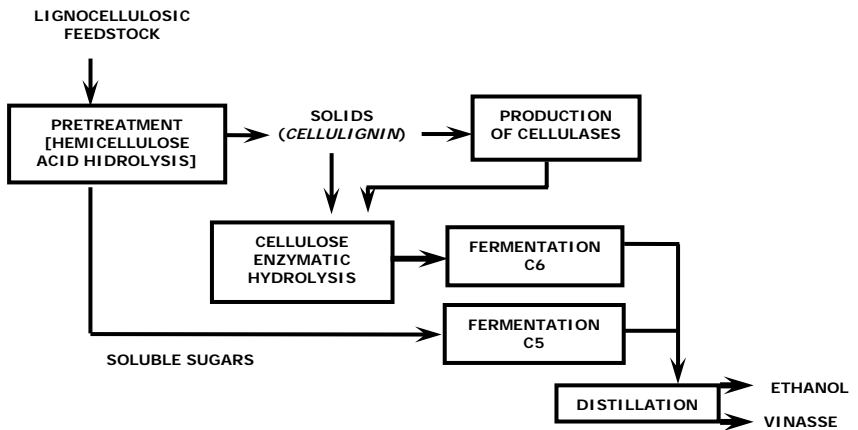 LIGNOCELLULOSIC
FEEDSTOCK
PRETREATMENT
[HEMICELLULOSE
ACID HIDROLYSIS]
SOLIDS
(CELLULIGNIN)
PRODUCTION
OF CELLULASES
CELLULOSE
ENZYMATIC
HYDROLYSIS
FERMENTATION
C6
FERMENTATION
C5
SOLUBLE SUGARS
DISTILLATION
ETHANOL
VINASSE